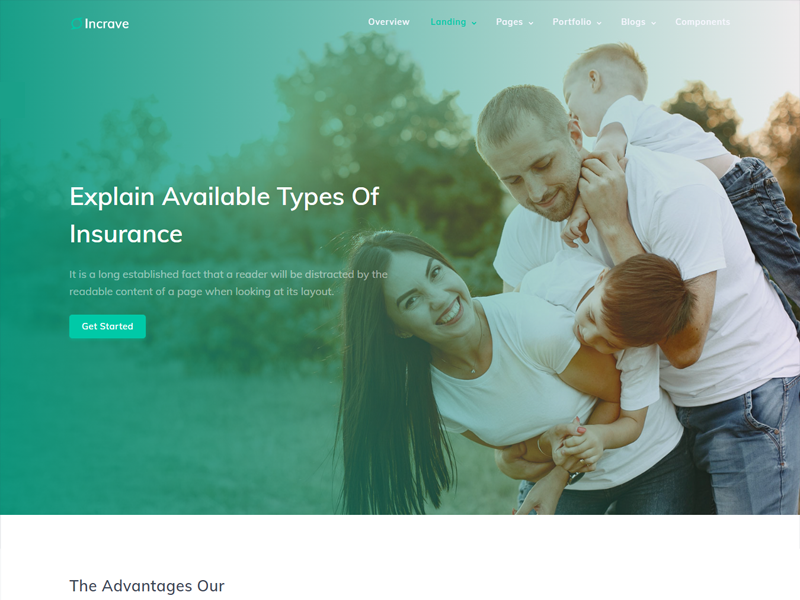 Incrave
Overview Landing Pages Portfolio Blogs Components
Explain Available Types Of
Insurance
It is a long established fact that a reader will be distracted by the
readable content of a page when looking at its layout.
Get Started
The Advantages Our